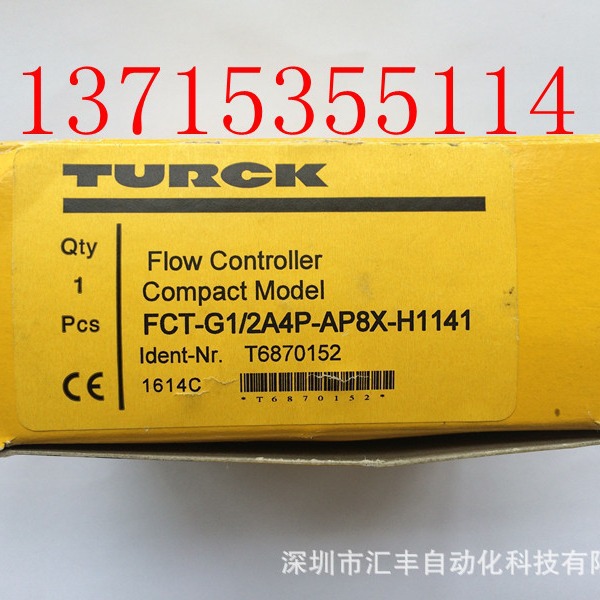 13715355114
TURCK
Qty
1
Pcs
Flow Controller
Compact Model
FCT-G1/2A4P-AP8X-H1141
Ident-Nr. T6870152
1614C
*T6870152*
CE
深圳市汇丰自动化科技有限